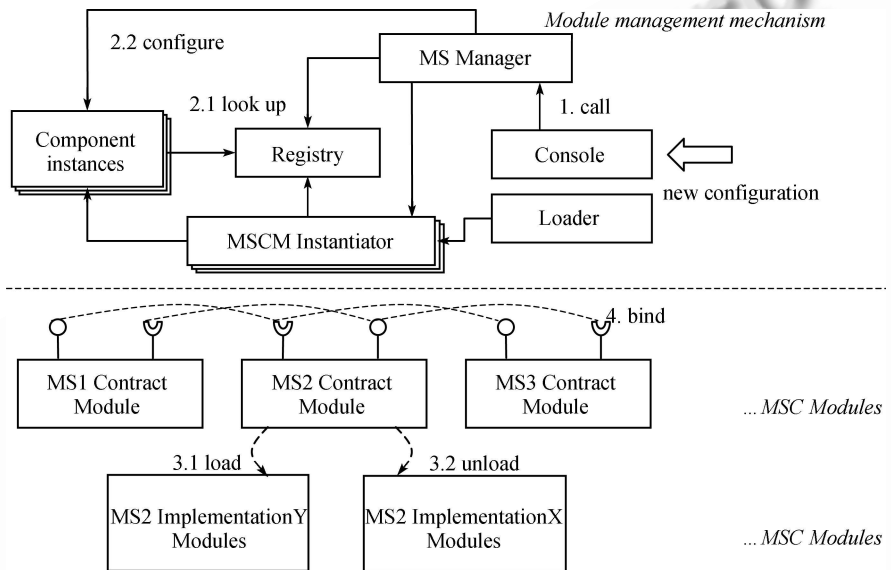 Module management mechanism
2.2 configure
MS Manager
2.1 look up
1. call
Component
instances
Registry
Console
new configuration
Loader
MSCM Instantiator
4. bind
MS1 Contract
Module
MS2 Contract
Module
MS3 Contract
Module
...MSC Modules
3.1 load
3.2 unload
MS2 ImplementationY
Modules
MS2 ImplementationX
Modules
...MSC Modules